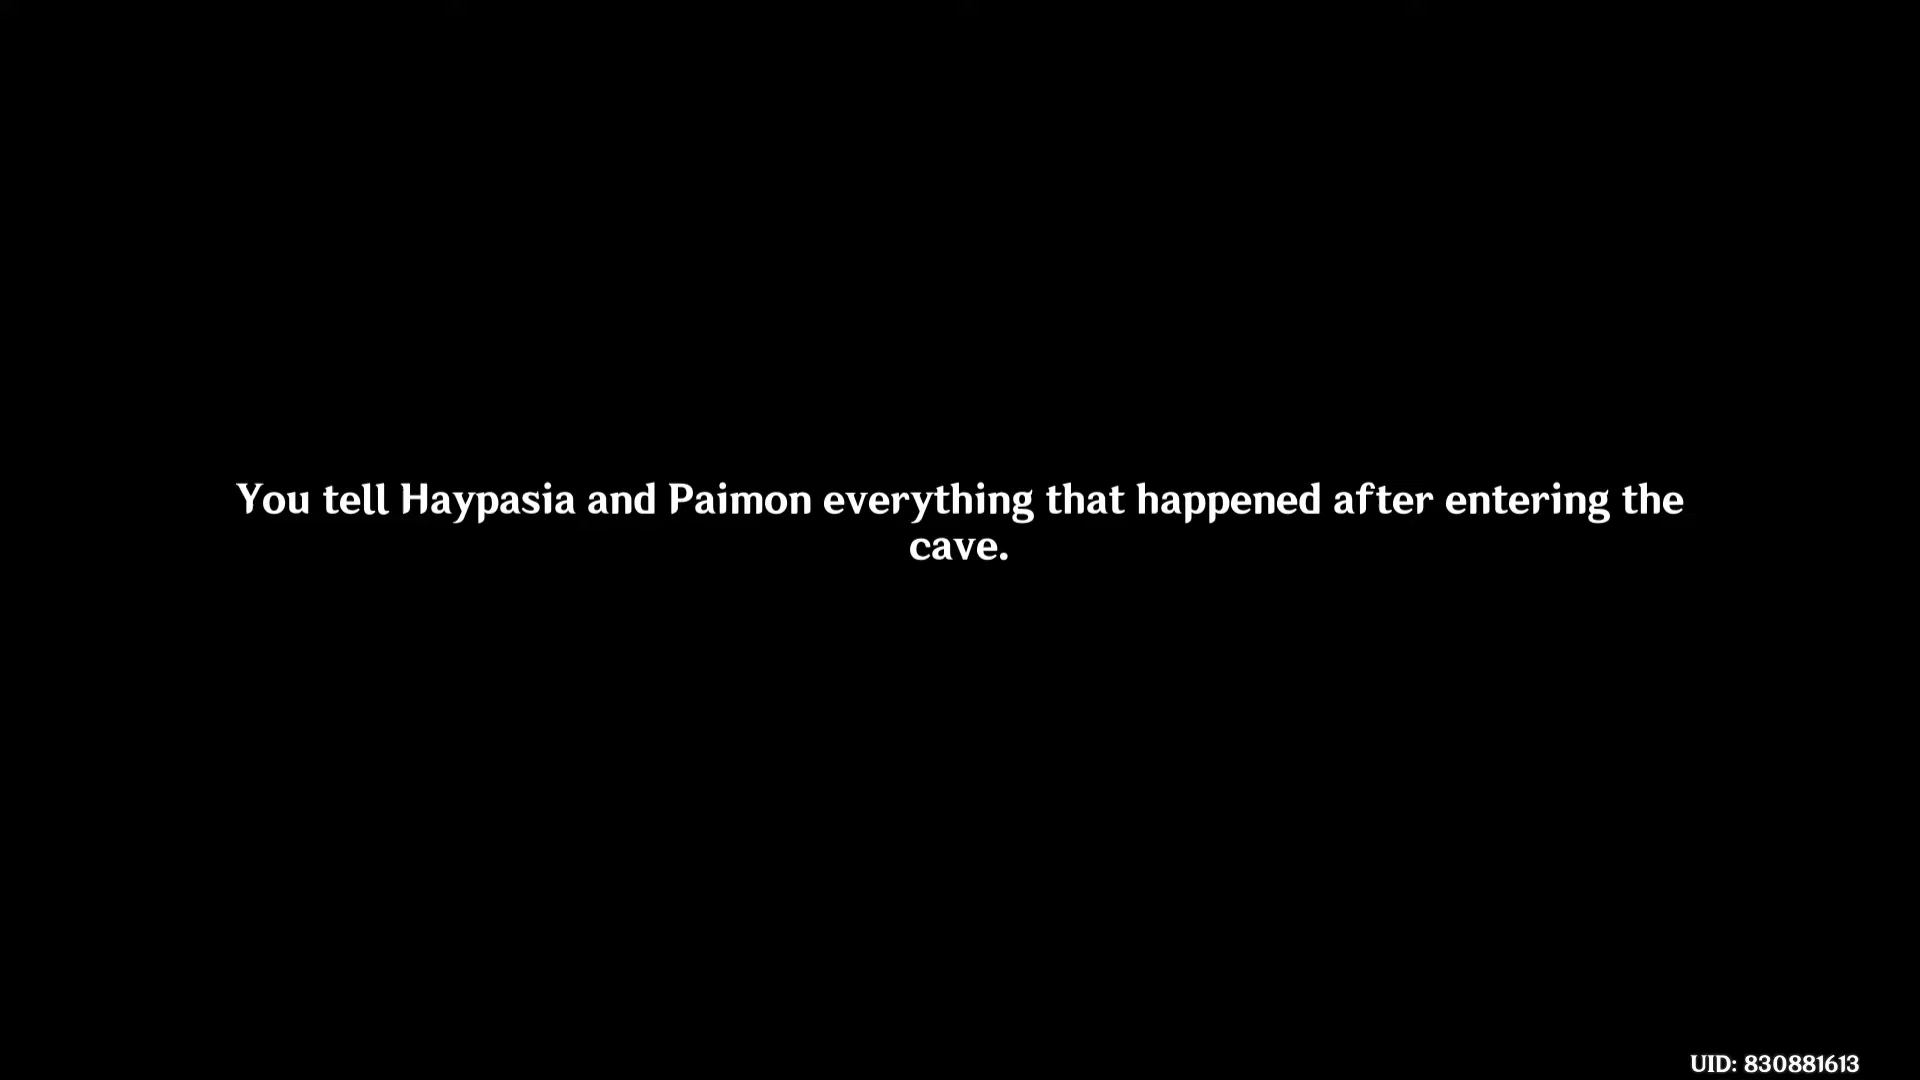 You tell Haypasia and Paimon everything that happened after entering the
cave.
UID: 830881613